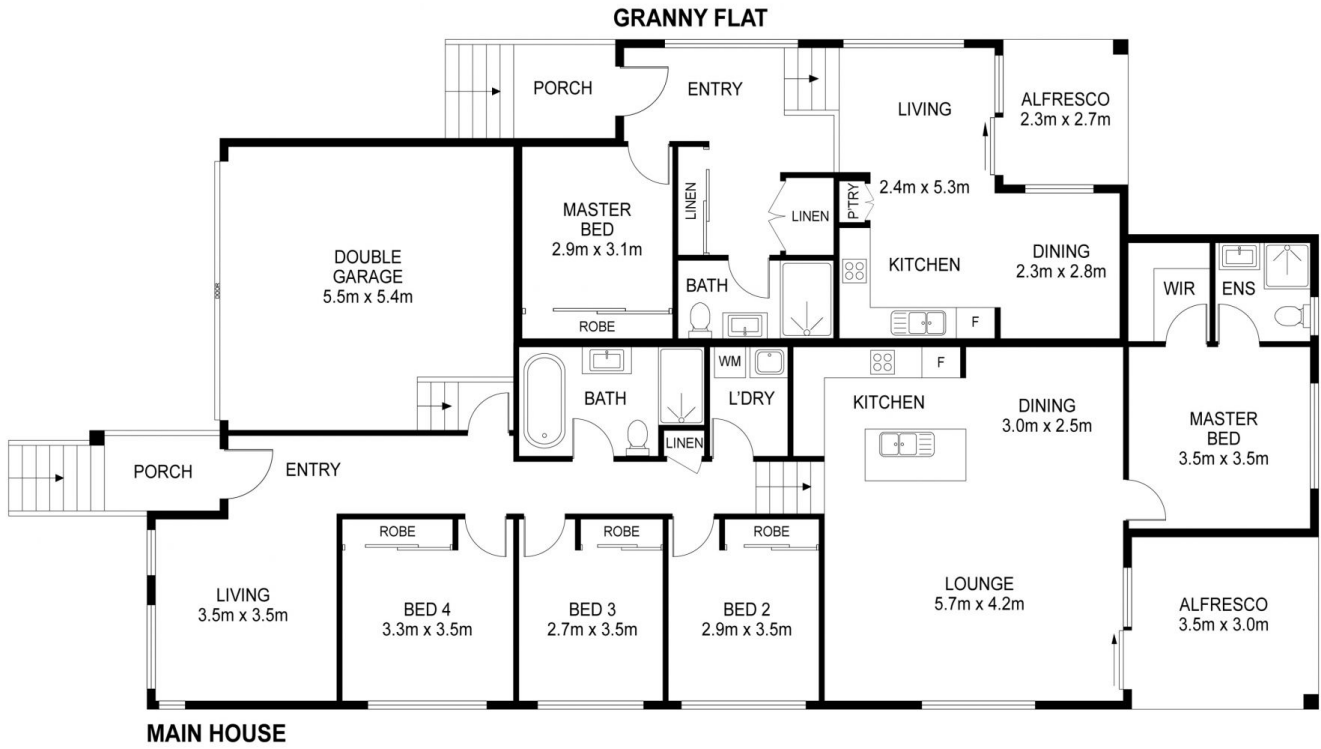 GRANNY FLAT
PORCH
ENTRY
LIVING
2.4m x 5.3m
ALFRESCO
2.3m x 2.7m
DOUBLE
GARAGE
5.5m x 5.4m
DOOR
MASTER
BED
2.9m x 3.1m
ROBE
LINEN
LINEN
P'TRY
BATH
KITCHEN
F
DINING
2.3m x 2.8m
WIR
ENS
BATH
WM
L'DRY
LINEN
KITCHEN
F
DINING
3.0m x 2.5m
MASTER
BED
3.5m x 3.5m
PORCH
ENTRY
LIVING
3.5m x 3.5m
ROBE
BED 4
3.3m x 3.5m
ROBE
BED 3
2.7m x 3.5m
ROBE
BED 2
2.9m x 3.5m
LOUNGE
5.7m x 4.2m
ALFRESCO
3.5m x 3.0m
MAIN HOUSE